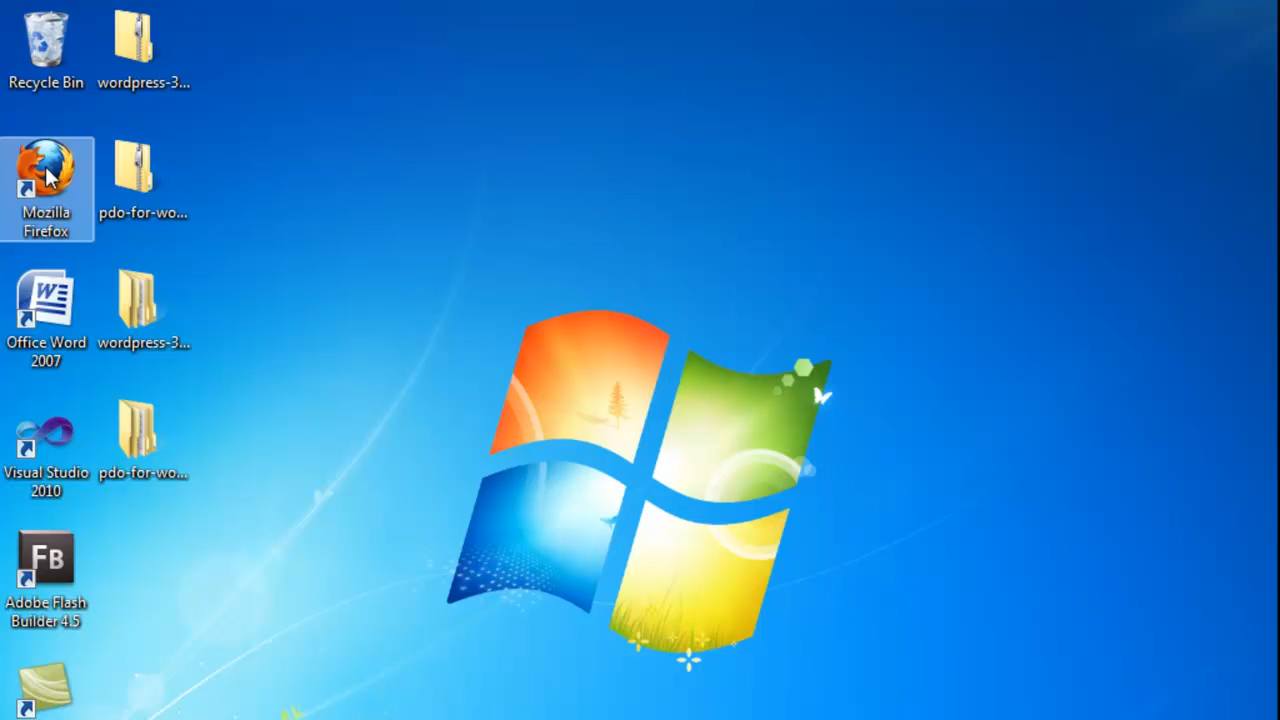 Recycle Bin
wordpress-3...
Mozilla
Firefox
pdo-for-wo...
Office Word
2007
wordpress-3...
Visual Studio
2010
pdo-for-wo...
FB
Adobe Flash
Builder 4.5